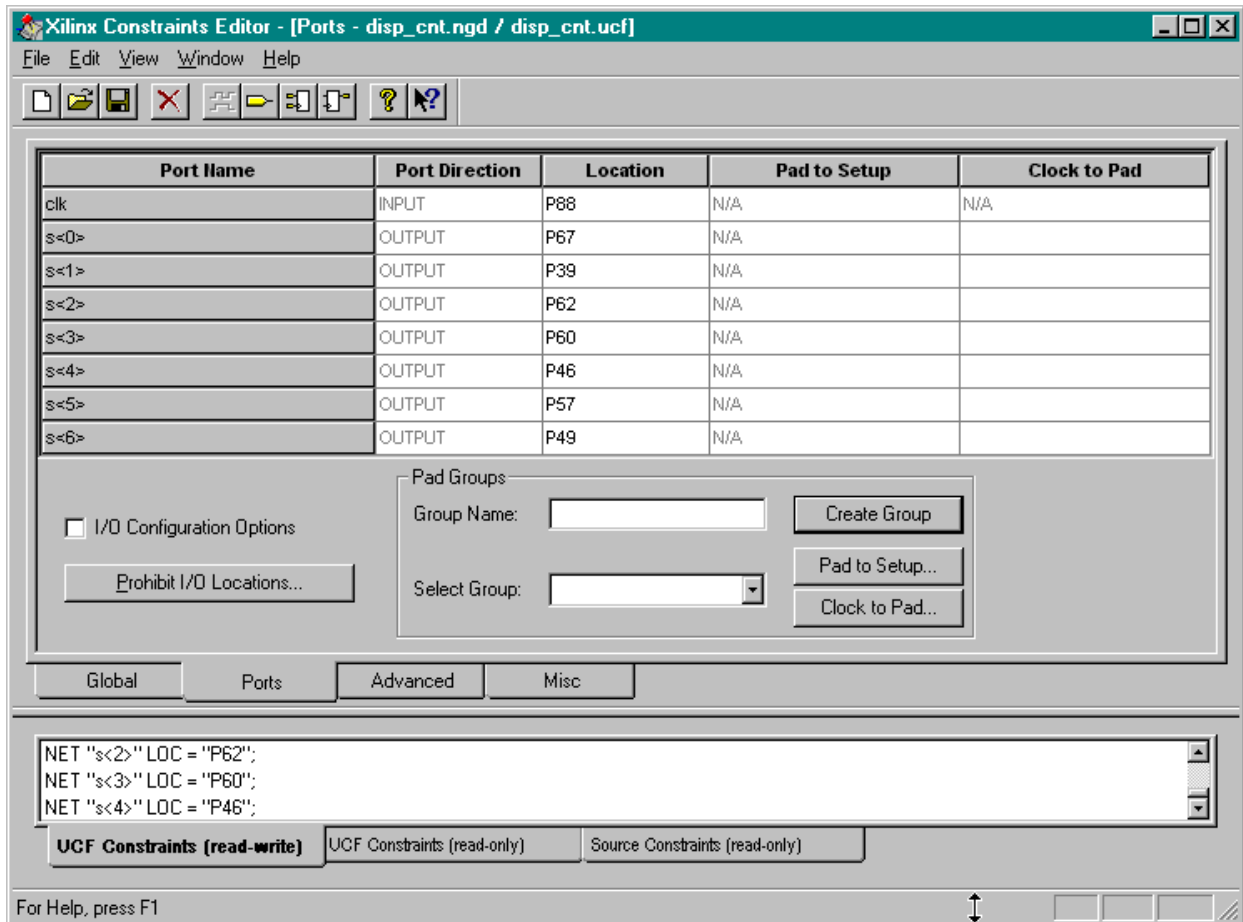 Xilinx Constraints Editor - [Ports - disp_cnt.ngd / disp_cnt.ucf]
File Edit View Window Help
Port Name Port Direction Location Pad to Setup Clock to Pad
clk INPUT P88 N/A N/A
s<0> OUTPUT P67 N/A
s<1> OUTPUT P39 N/A
s<2> OUTPUT P62 N/A
s<3> OUTPUT P60 N/A
s<4> OUTPUT P46 N/A
s<5> OUTPUT P57 N/A
s<6> OUTPUT P49 N/A
Pad Groups
I/O Configuration Options
Prohibit I/O Locations...
Group Name:
Create Group
Select Group:
Pad to Setup...
Clock to Pad...
Global Ports Advanced Misc
NET "s<2>" LOC = "P62";
NET "s<3>" LOC = "P60";
NET "s<4>" LOC = "P46";
UCF Constraints (read-write) UCF Constraints (read-only) Source Constraints (read-only)
For Help, press F1